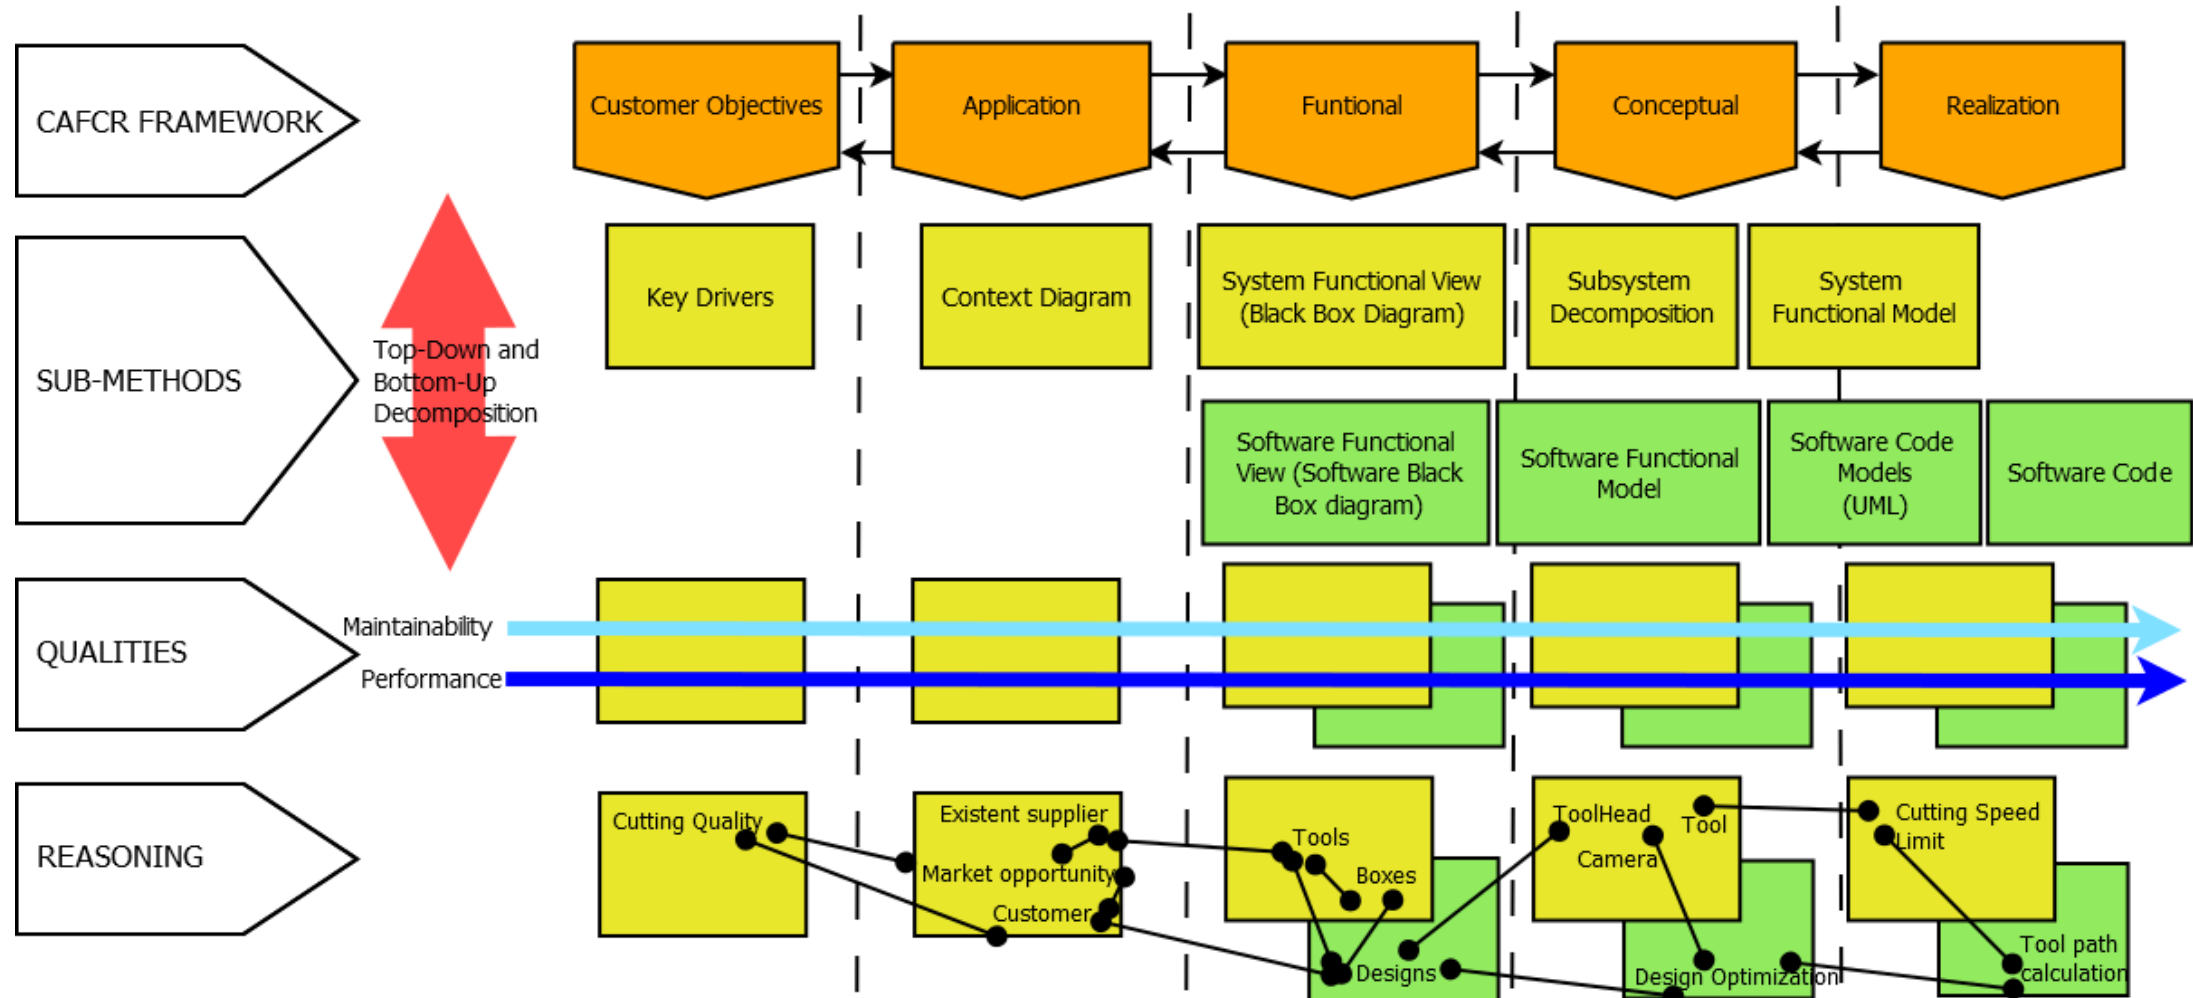 CAFCR FRAMEWORK
Customer Objectives
Application
Funtional
Conceptual
Realization
SUB-METHODS
Top-Down and
Bottom-Up
Decomposition
Key Drivers
Context Diagram
System Functional View
(Black Box Diagram)
Subsystem
Decomposition
System
Functional Model
Software Functional
View (Software Black
Box diagram)
Software Functional
Model
Software Code
Models
(UML)
Software Code
QUALITIES
Maintainability
Performance
REASONING
Cutting Quality
Existent supplier
Market opportunity
Customer
Tools
Boxes
Designs
ToolHead
Tool
Camera
Design Optimization
Cutting Speed
Limit
Tool path
calculation